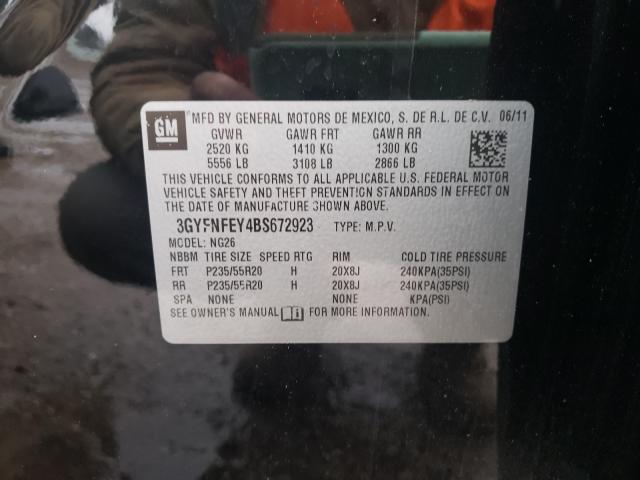 GM
MFD BY GENERAL MOTORS DE MEXICO, S. DE R.L. DE C.V. 06/11
GVWR GAWR FRT GAWR RR
2520 KG 1410 KG 1300 KG
5556 LB 3108 LB 2866 LB
THIS VEHICLE CONFORMS TO ALL APPLICABLE U.S. FEDERAL MOTOR
VEHICLE SAFETY AND THEFT PREVENTION STANDARDS IN EFFECT ON
THE DATE OF MANUFACTURE SHOWN ABOVE.
3GYFNFEY4BS672923 TYPE: M.P.V.
MODEL: NG26
NBBM TIRE SIZE SPEED RTG RIM COLD TIRE PRESSURE
FRT P235/55R20 H 20X8J 240KPA(35PSI)
RR P235/55R20 H 20X8J 240KPA(35PSI)
SPA NONE NONE KPA(PSI)
SEE OWNER'S MANUAL FOR MORE INFORMATION.